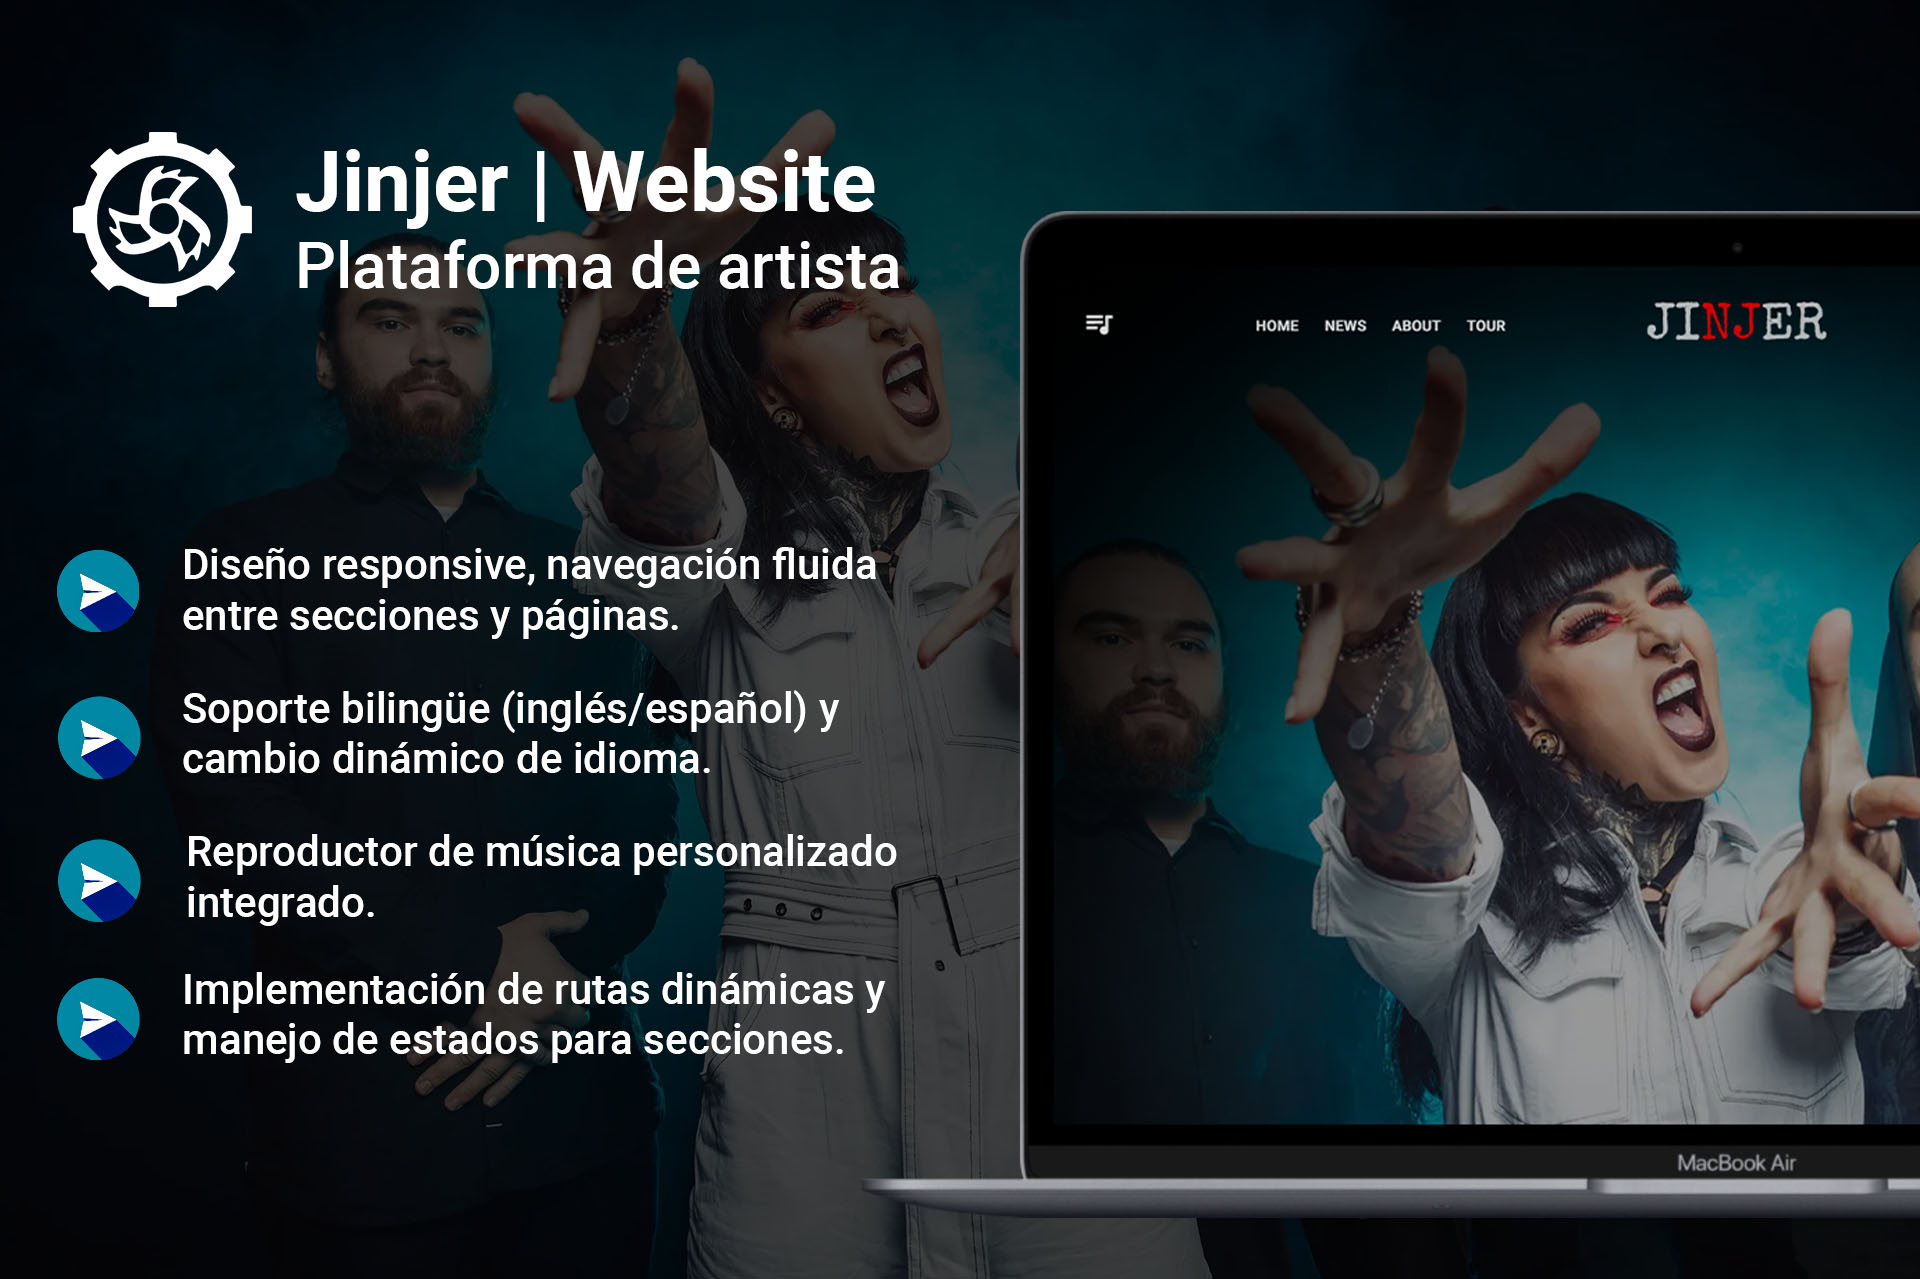 Jinjer | Website
Plataforma de artista
Diseño responsive, navegación fluida
entre secciones y páginas.
Soporte bilingüe (inglés/español) y
cambio dinámico de idioma.
Reproductor de música personalizado
integrado.
Implementación de rutas dinámicas y
manejo de estados para secciones.
HOME NEWS ABOUT TOUR
JINJER
MacBook Air